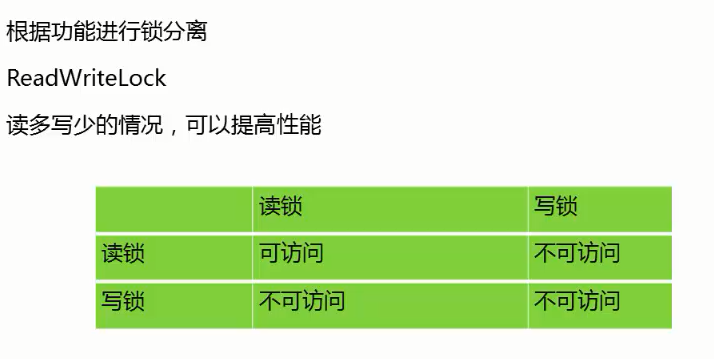 根据功能进行锁分离
ReadWriteLock
读多写少的情况，可以提高性能
读锁 写锁
读锁 可访问 不可访问
写锁 不可访问 不可访问